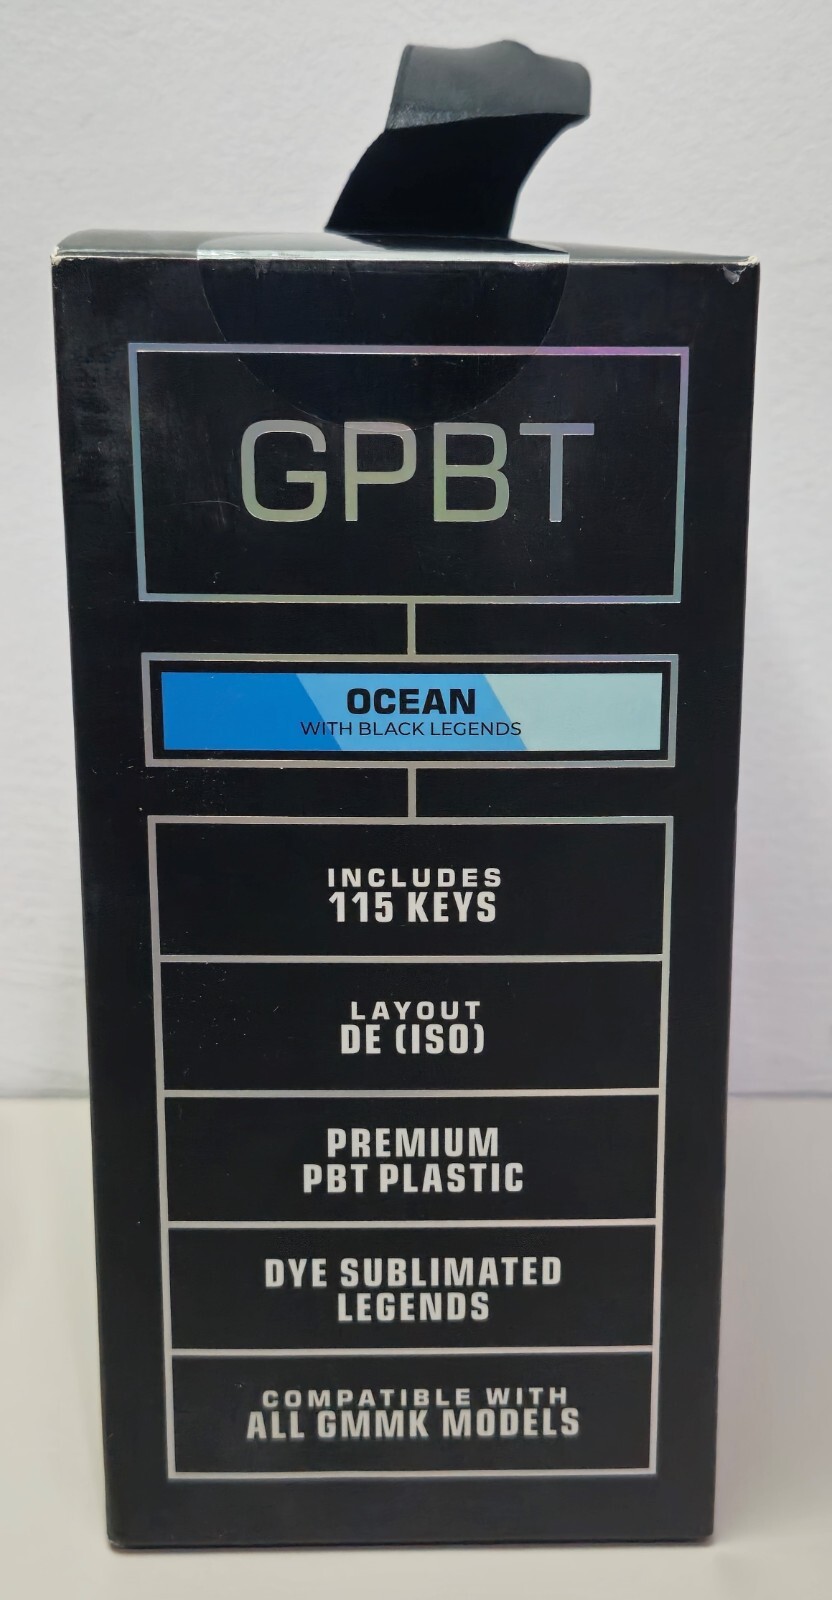 GPBT
OCEAN
WITH BLACK LEGENDS
INCLUDES
115 KEYS
LAYOUT
DE (ISO)
PREMIUM
PBT PLASTIC
DYE SUBLIMATED
LEGENDS
COMPATIBLE WITH
ALL GMMK MODELS